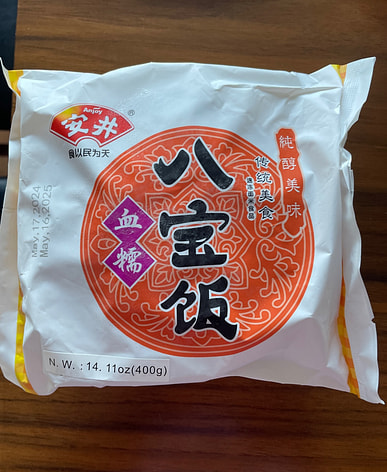 Anjoy
安井
®
食以民为天
八宝饭
血糯
传统美食
純醇美味
May,17,2024
May,16,2025
N. W. : 14. 11oz(400g)